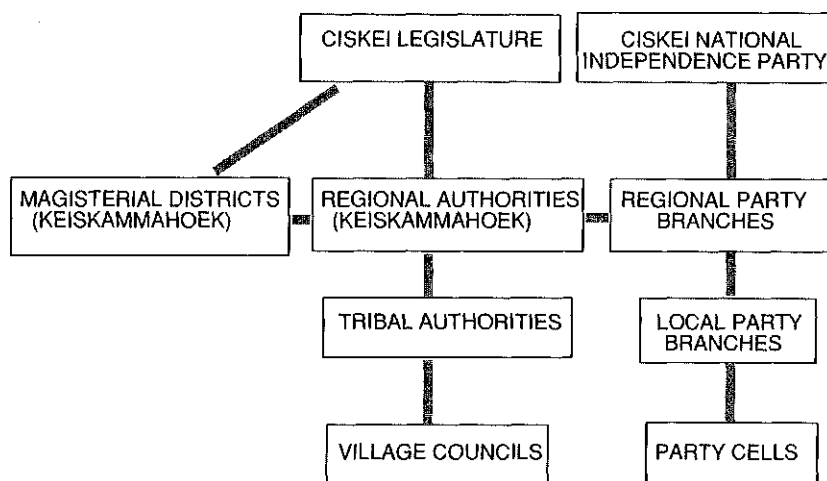 CISKEI LEGISLATURE
CISKEI NATIONAL
INDEPENDENCE PARTY
MAGISTERIAL DISTRICTS
(KEISKAMMAHOEK)
REGIONAL AUTHORITIES
(KEISKAMMAHOEK)
REGIONAL PARTY
BRANCHES
TRIBAL AUTHORITIES
LOCAL PARTY
BRANCHES
VILLAGE COUNCILS
PARTY CELLS